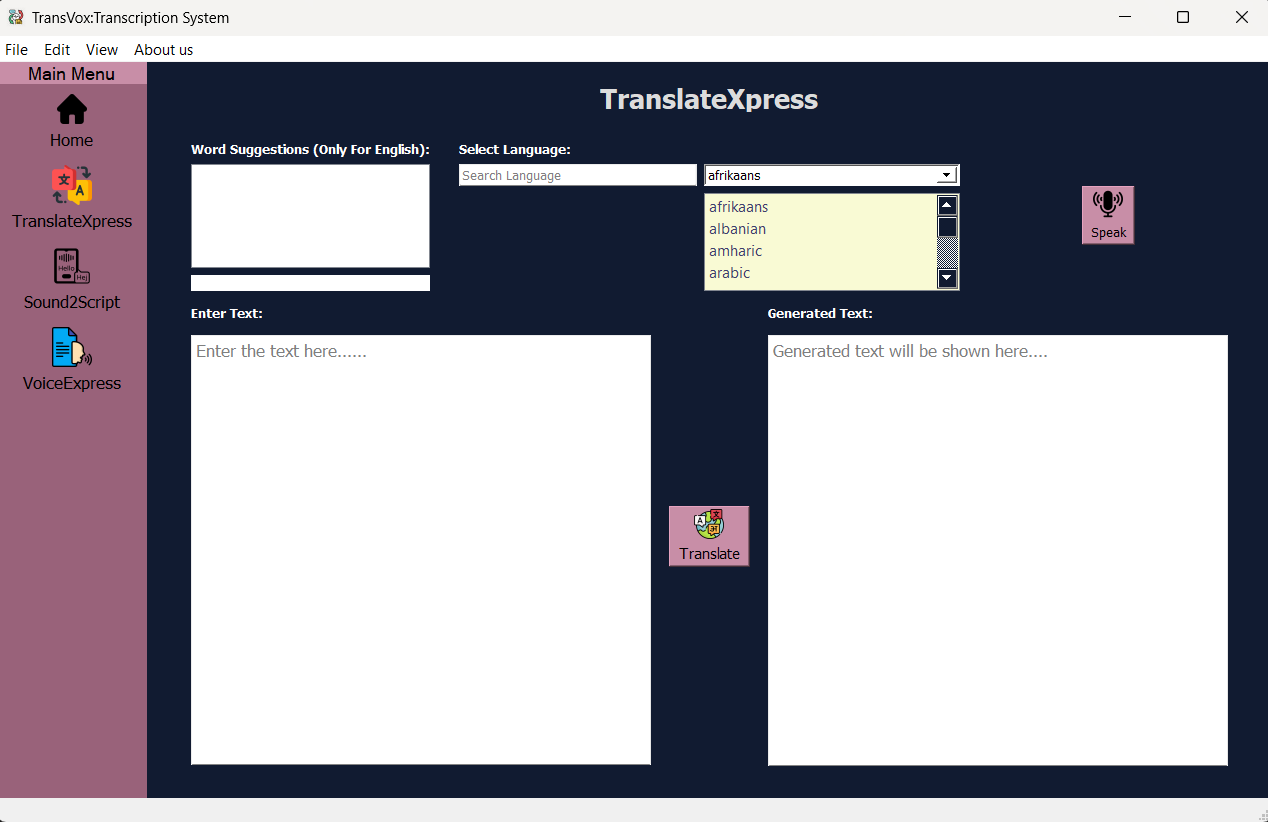 TransVox:Transcription System
File Edit View About us
Main Menu
Home
TranslateXpress
Sound2Script
VoiceExpress
TranslateXpress
Word Suggestions (Only For English):
Select Language:
Search Language
afrikaans
afrikaans
albanian
amharic
arabic
Speak
Enter Text:
Enter the text here......
Translate
Generated Text:
Generated text will be shown here....